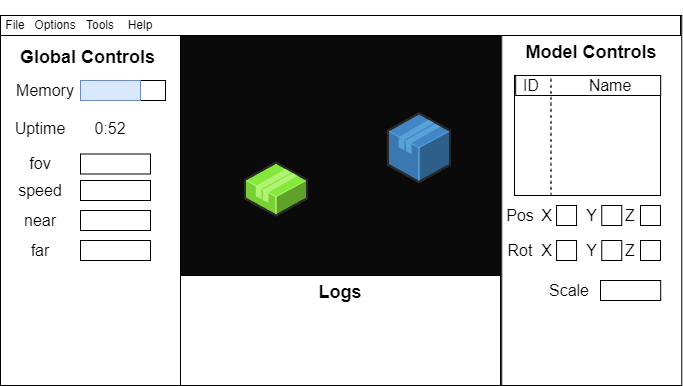 File Options Tools Help
Global Controls
Memory
Uptime 0:52
fov
speed
near
far
Logs
Model Controls
ID Name
Pos X Y Z
Rot X Y Z
Scale